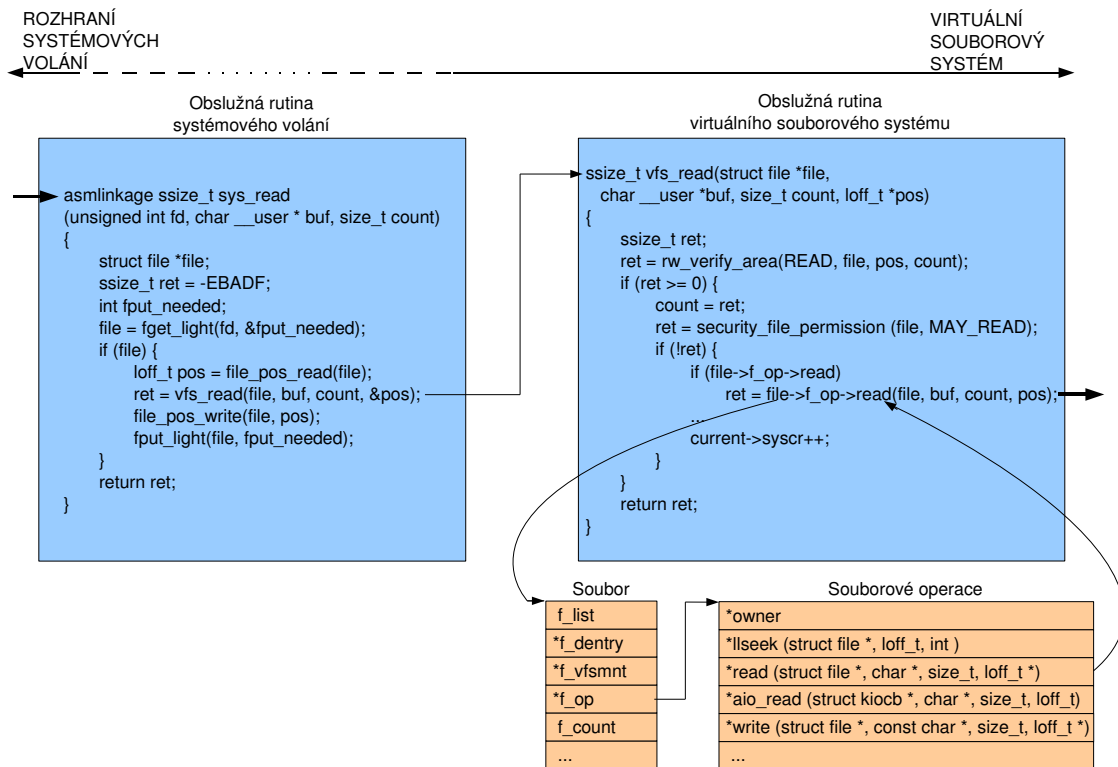 ROZHRANÍ
SYSTÉMOVÝCH
VOLÁNÍ
VIRTUÁLNÍ
SOUBOROVÝ
SYSTÉM
Obslužná rutina
systémového volání
asmlinkage ssize_t sys_read
(unsigned int fd, char __user * buf, size_t count)
{
struct file *file;
ssize_t ret = -EBADF;
int fput_needed;
file = fget_light(fd, &fput_needed);
if (file) {
loff_t pos = file_pos_read(file);
ret = vfs_read(file, buf, count, &pos);
file_pos_write(file, pos);
fput_light(file, fput_needed);
}
return ret;
}
Obslužná rutina
virtuálního souborového systému
ssize_t vfs_read(struct file *file,
char __user *buf, size_t count, loff_t *pos)
{
ssize_t ret;
ret = rw_verify_area(READ, file, pos, count);
if (ret >= 0) {
count = ret;
ret = security_file_permission (file, MAY_READ);
if (!ret) {
if (file->f_op->read)
ret = file->f_op->read(file, buf, count, pos);
...
current->syscr++;
}
}
return ret;
}
Soubor
f_list
*f_dentry
*f_vfsmnt
*f_op
f_count
...
Souborové operace
*owner
*llseek (struct file *, loff_t, int )
*read (struct file *, char *, size_t, loff_t *)
*aio_read (struct kiocb *, char *, size_t, loff_t)
*write (struct file *, const char *, size_t, loff_t *)
...